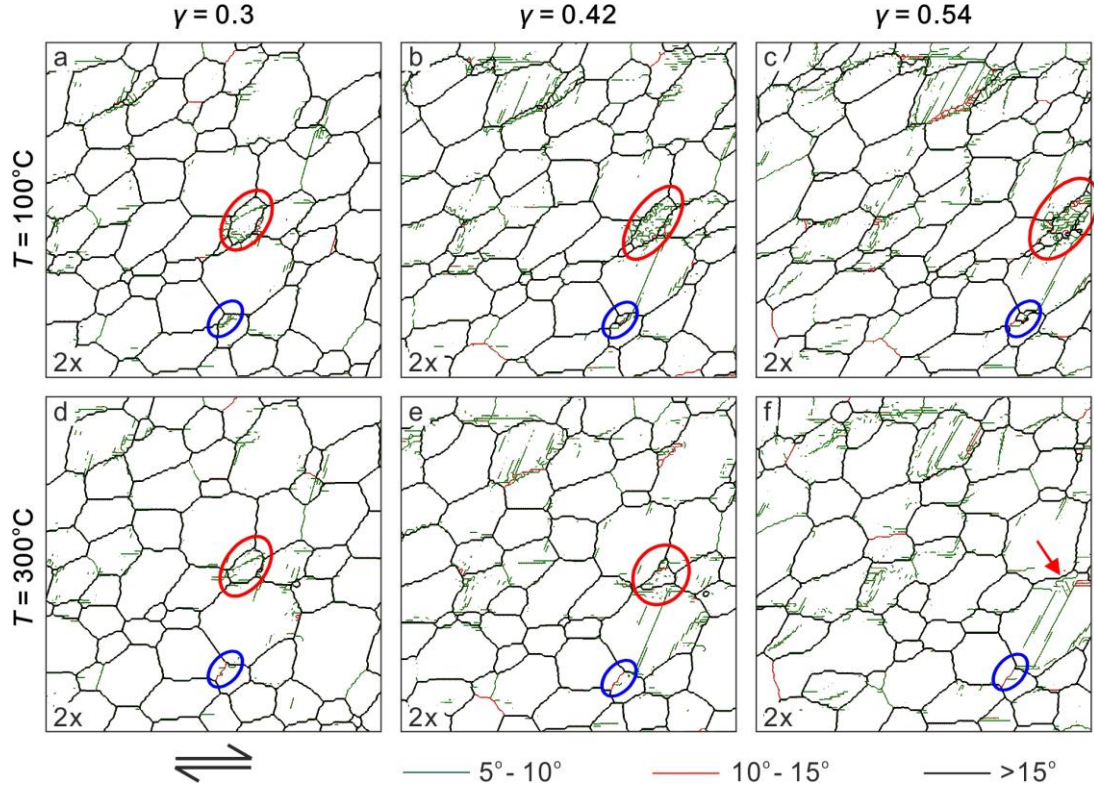 γ = 0.3 γ = 0.42 γ = 0.54
T = 100°C
a b c
2x 2x 2x
T = 300°C
d e f
2x 2x 2x
5°- 10° 10°- 15° >15°